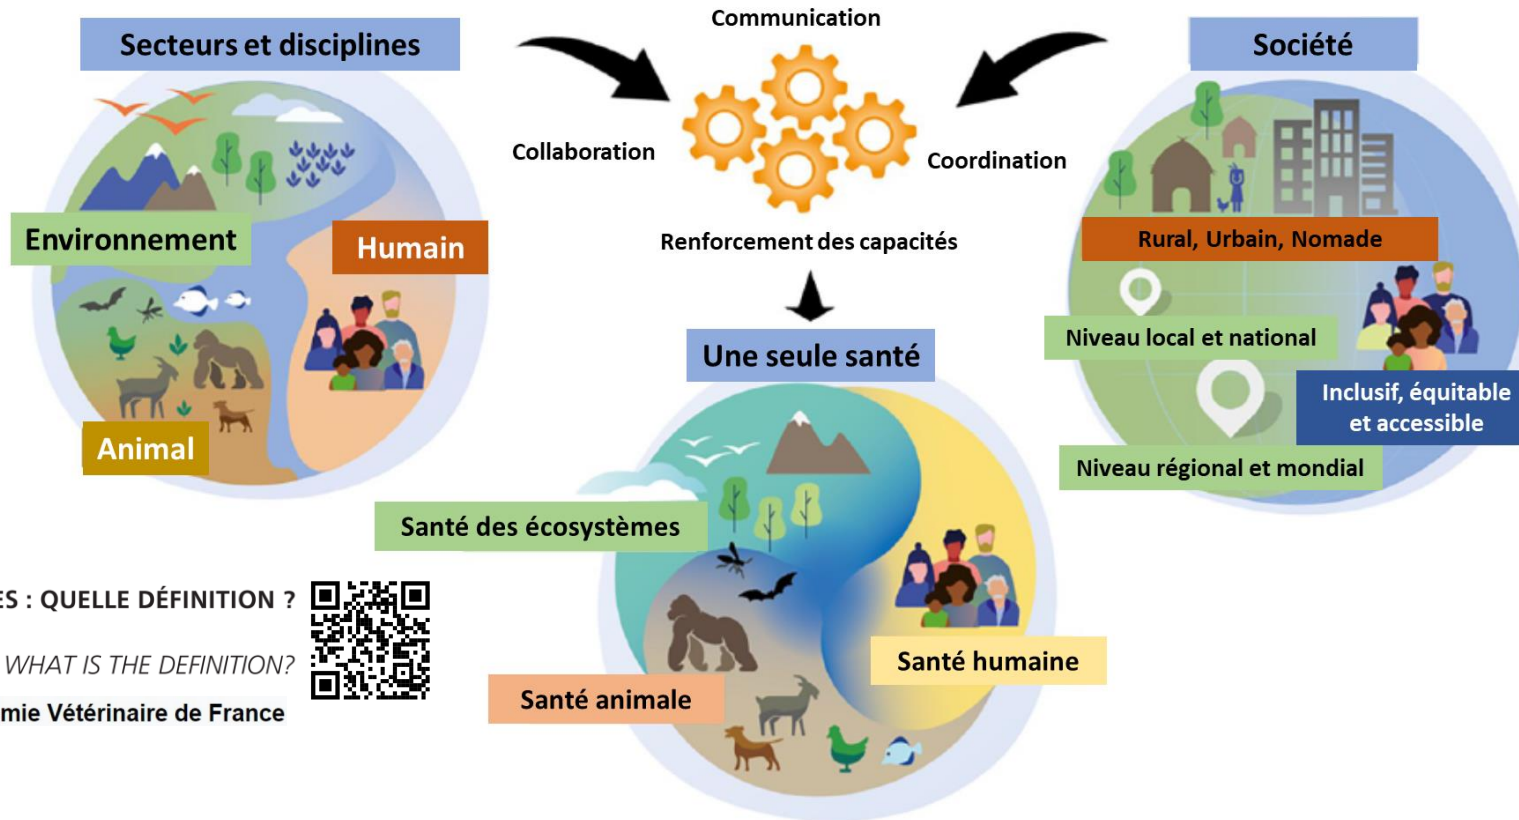 Communication
Secteurs et disciplines
Société
Collaboration
Coordination
Environnement
Humain
Renforcement des capacités
Rural, Urbain, Nomade
Niveau local et national
Une seule santé
Inclusif, équitable
et accessible
Animal
Niveau régional et mondial
Santé des écosystèmes
ES : QUELLE DÉFINITION ?
WHAT IS THE DEFINITION?
Santé humaine
Santé animale
mie Vétérinaire de France